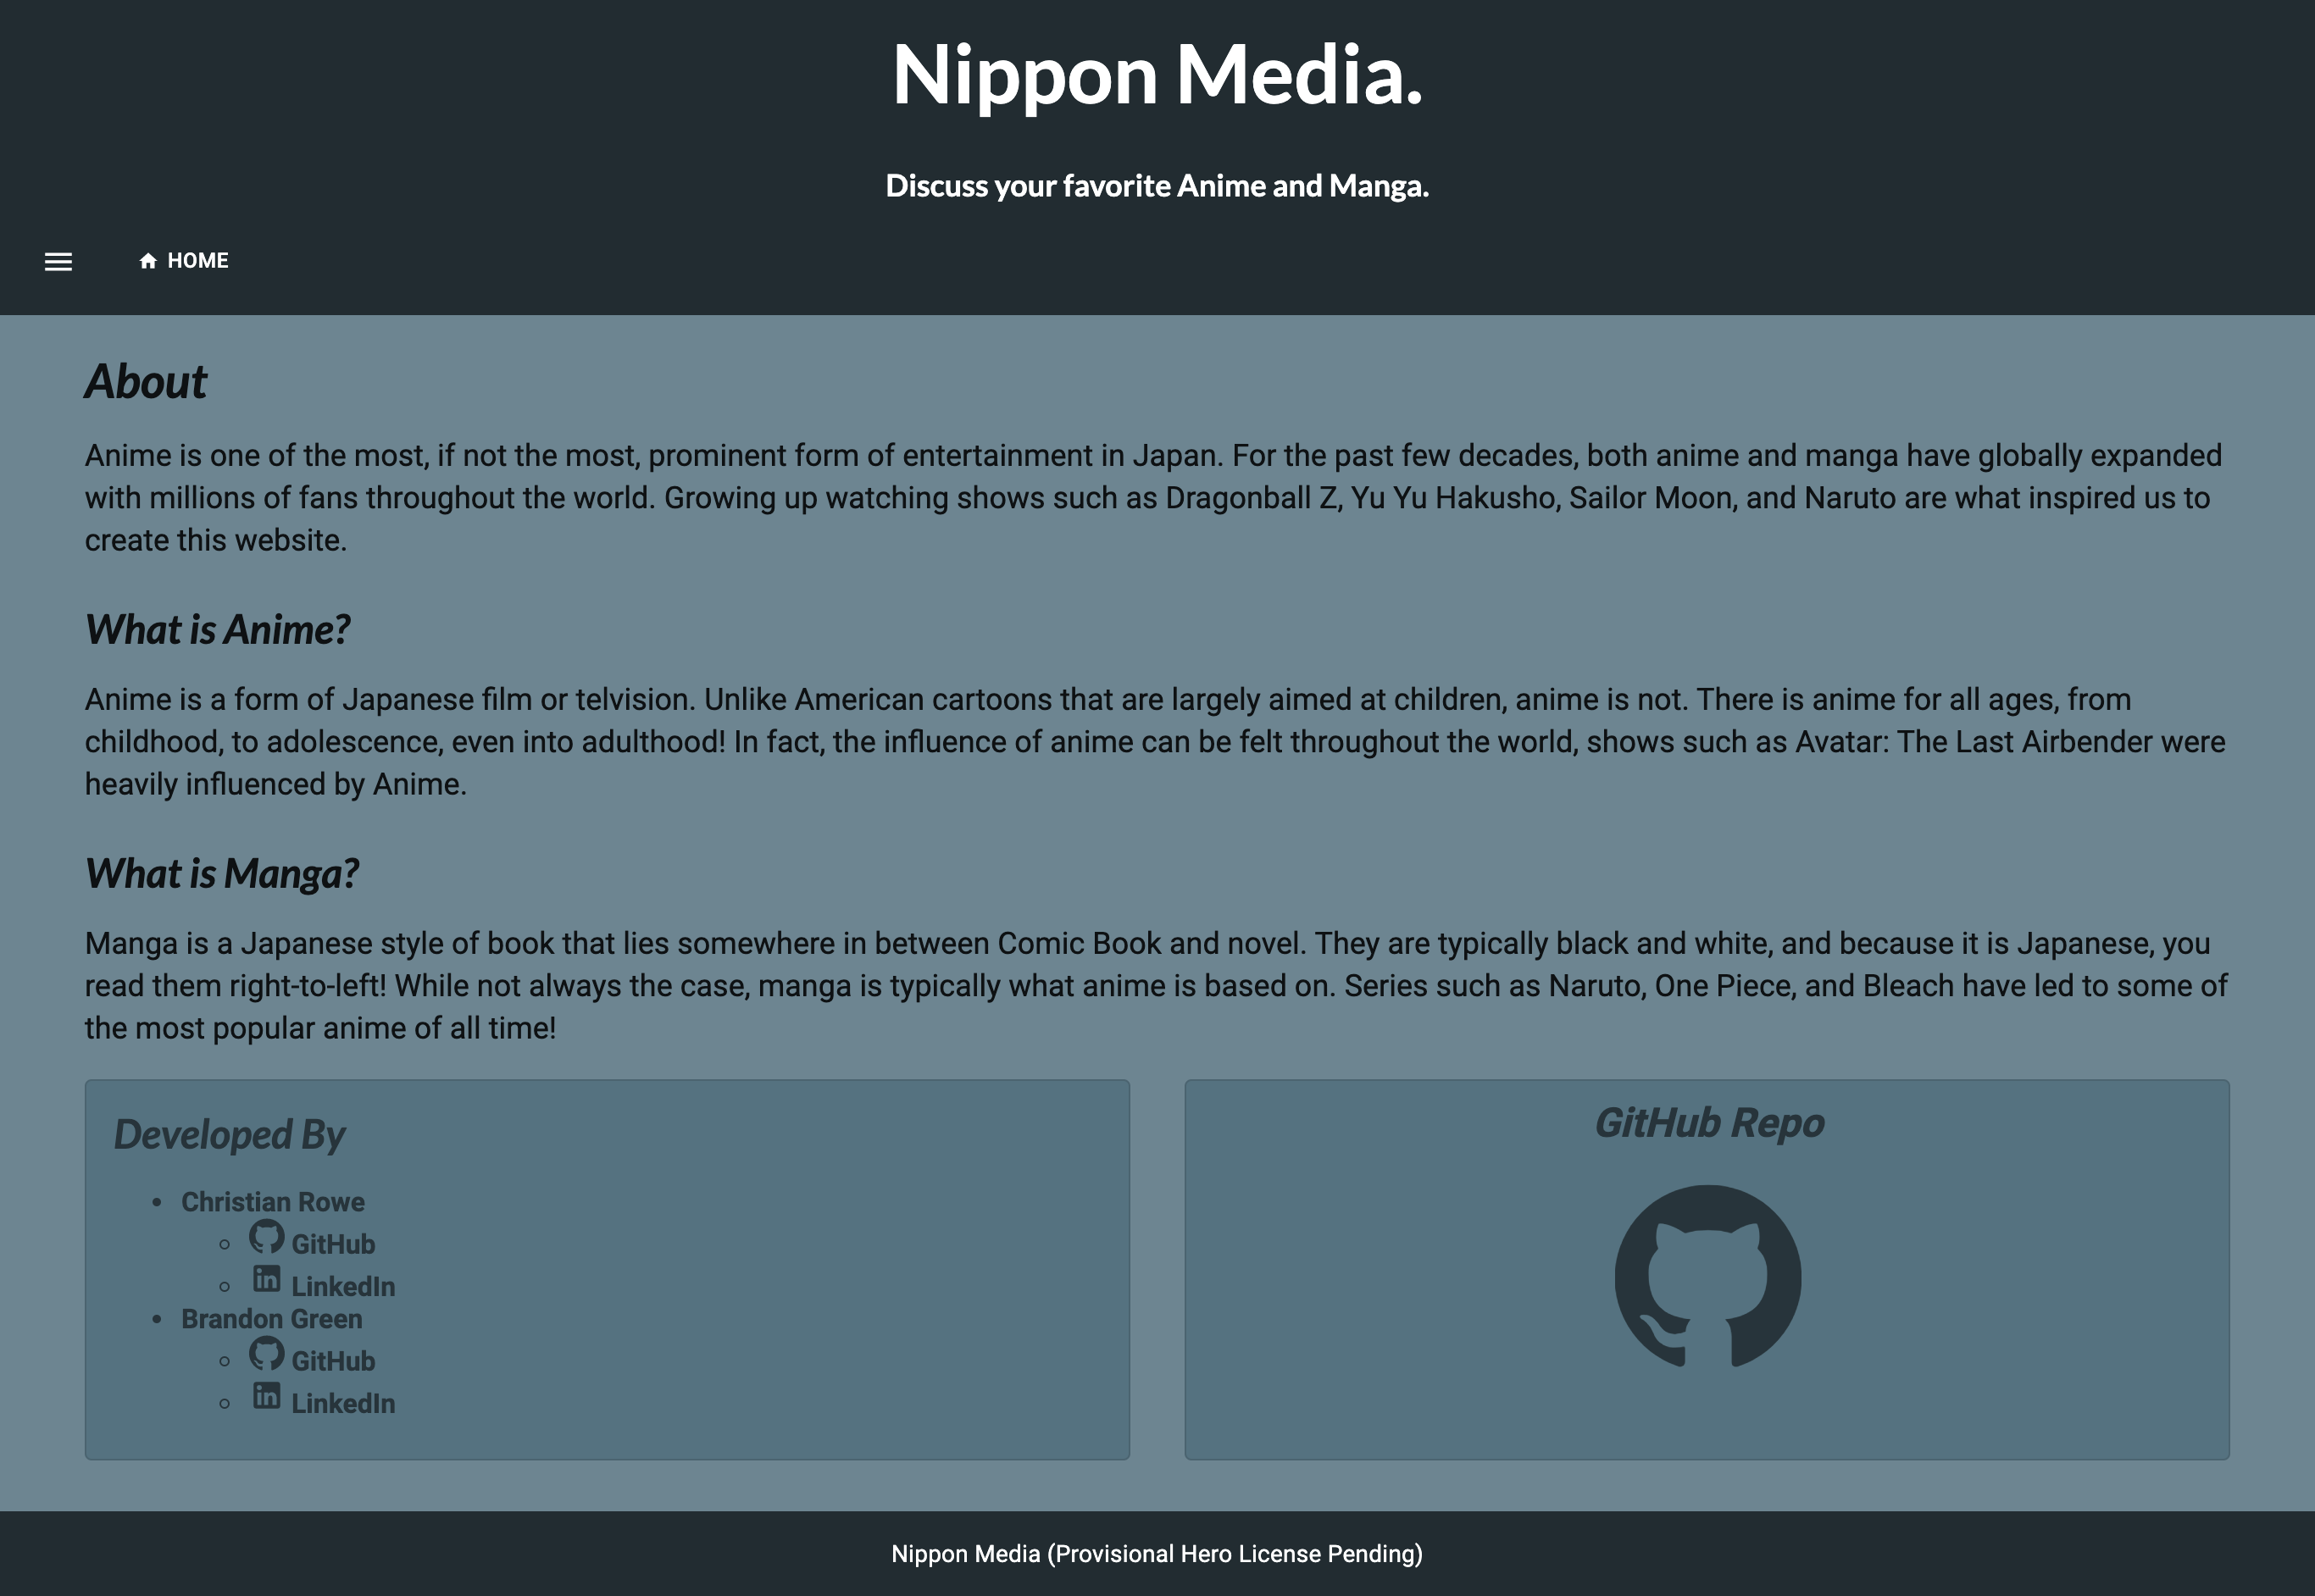 Nippon Media.
Discuss your favorite Anime and Manga.
HOME
About
Anime is one of the most, if not the most, prominent form of entertainment in Japan. For the past few decades, both anime and manga have globally expanded
with millions of fans throughout the world. Growing up watching shows such as Dragonball Z, Yu Yu Hakusho, Sailor Moon, and Naruto are what inspired us to
create this website.
What is Anime?
Anime is a form of Japanese film or telvision. Unlike American cartoons that are largely aimed at children, anime is not. There is anime for all ages, from
childhood, to adolescence, even into adulthood! In fact, the influence of anime can be felt throughout the world, shows such as Avatar: The Last Airbender were
heavily influenced by Anime.
What is Manga?
Manga is a Japanese style of book that lies somewhere in between Comic Book and novel. They are typically black and white, and because it is Japanese, you
read them right-to-left! While not always the case, manga is typically what anime is based on. Series such as Naruto, One Piece, and Bleach have led to some of
the most popular anime of all time!
Developed By
Christian Rowe
GitHub
LinkedIn
Brandon Green
GitHub
LinkedIn
GitHub Repo
Nippon Media (Provisional Hero License Pending)